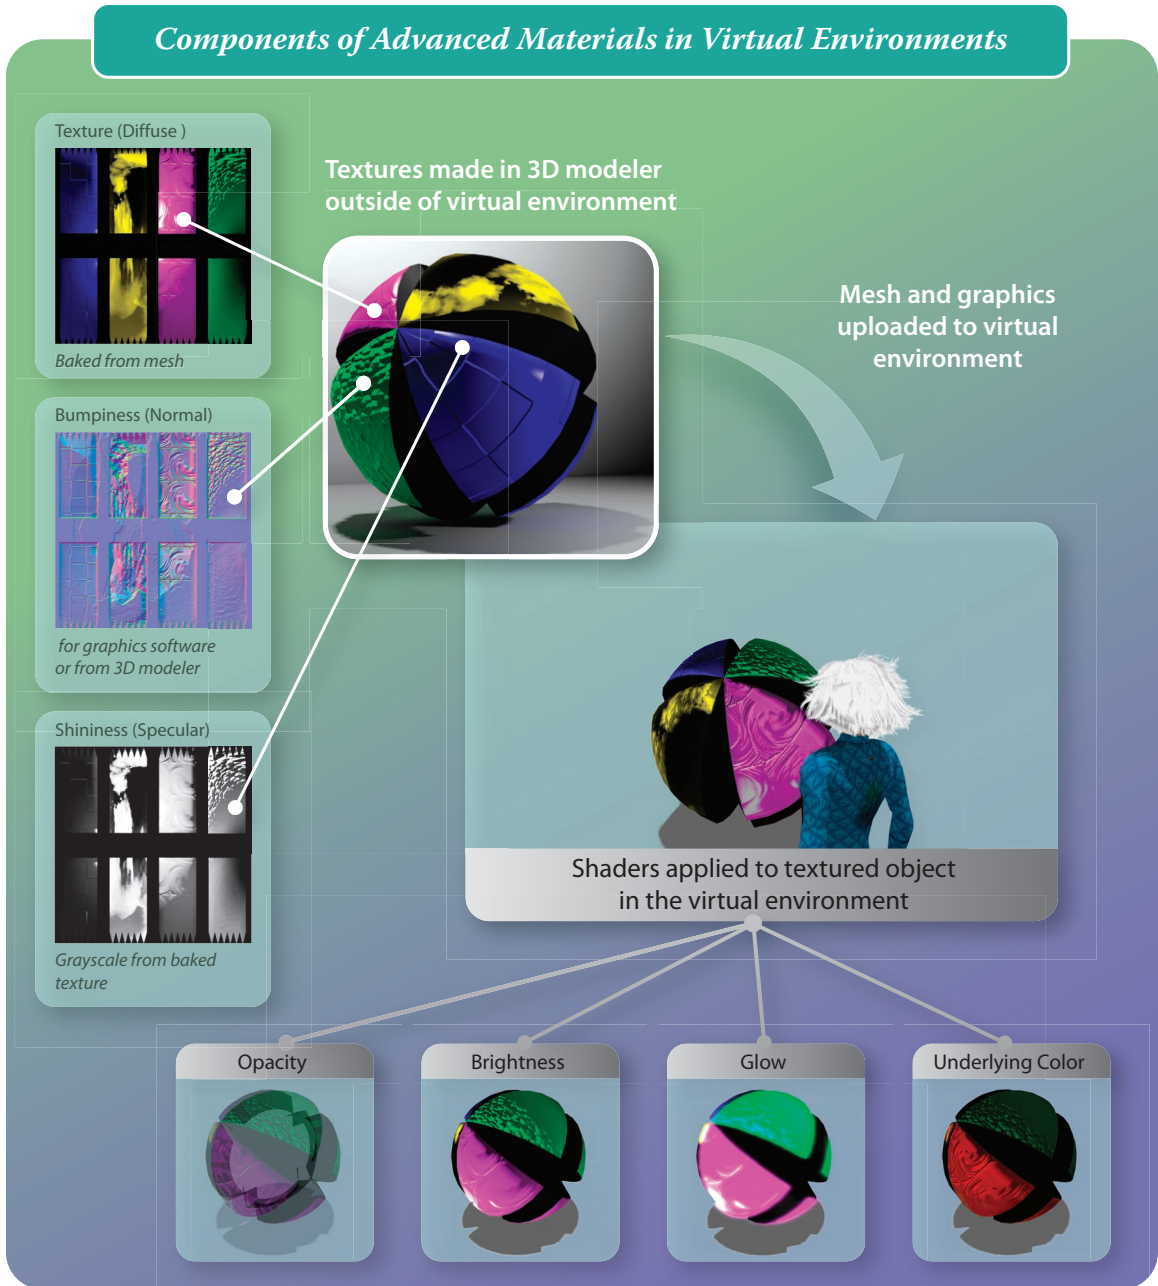 Components of Advanced Materials in Virtual Environments
Texture (Diffuse )
Baked from mesh
Textures made in 3D modeler
outside of virtual environment
Mesh and graphics
uploaded to virtual
environment
Bumpiness (Normal)
for graphics software
or from 3D modeler
Shininess (Specular)
Grayscale from baked
texture
Shaders applied to textured object
in the virtual environment
Opacity
Brightness
Glow
Underlying Color